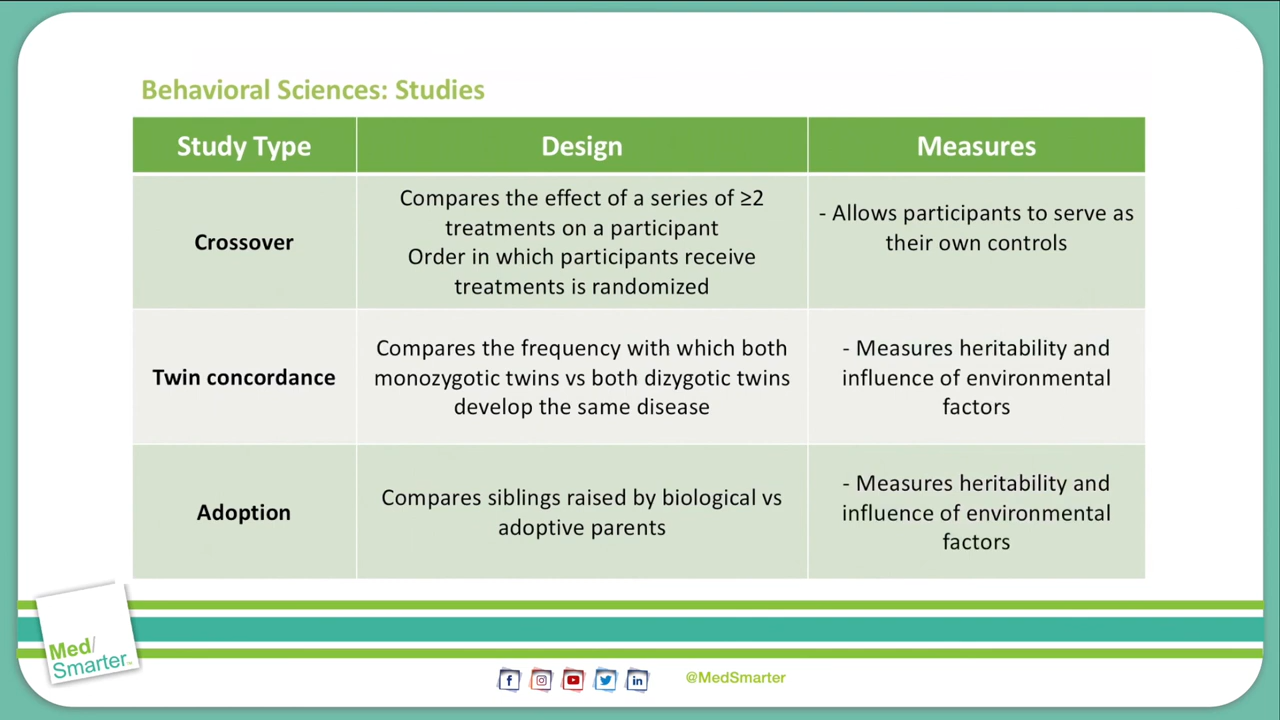 Behavioral Sciences: Studies
Study Type
Design
Measures
Crossover
Compares the effect of a series of ≥2
treatments on a participant
Order in which participants receive
treatments is randomized
- Allows participants to serve as
their own controls
Twin concordance
Compares the frequency with which both
monozygotic twins vs both dizygotic twins
develop the same disease
- Measures heritability and
influence of environmental
factors
Adoption
Compares siblings raised by biological vs
adoptive parents
- Measures heritability and
influence of environmental
factors
Med/
Smarter™
@MedSmarter